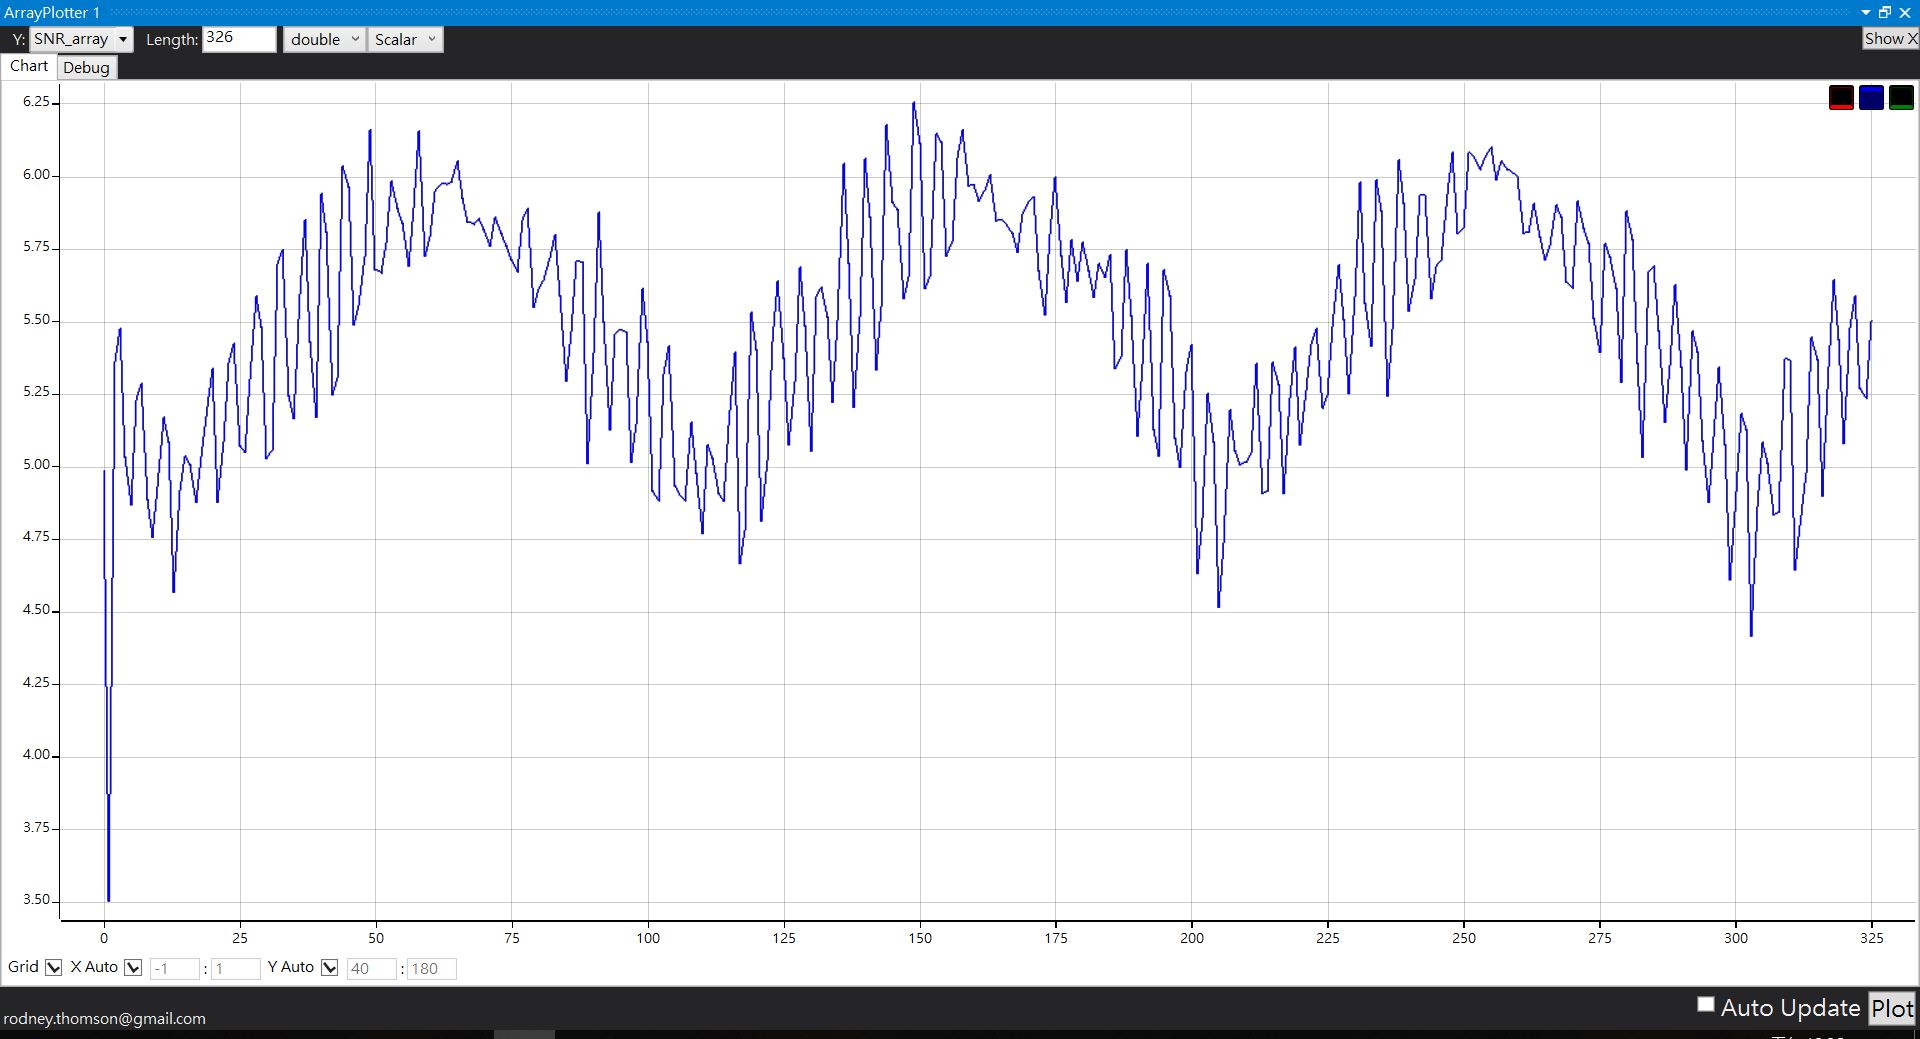 ArrayPlotter 1
Y: SNR_array Length: 326 double Scalar Show X
Chart Debug
6.25
6.00
5.75
5.50
5.25
5.00
4.75
4.50
4.25
4.00
3.75
3.50
0 25 50 75 100 125 150 175 200 225 250 275 300 325
Grid X Auto -1 : 1 Y Auto 40 : 180
Auto Update Plot
rodney.thomson@gmail.com